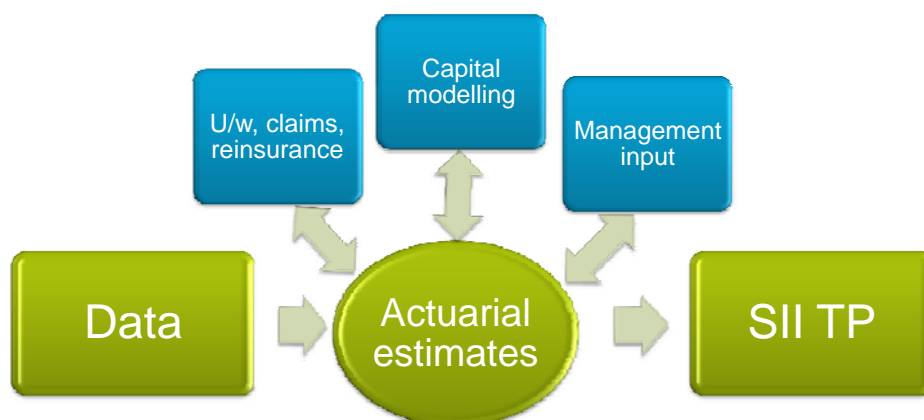 Capital
modelling
U/w, claims,
reinsurance
Management
input
Data
Actuarial
estimates
SII TP